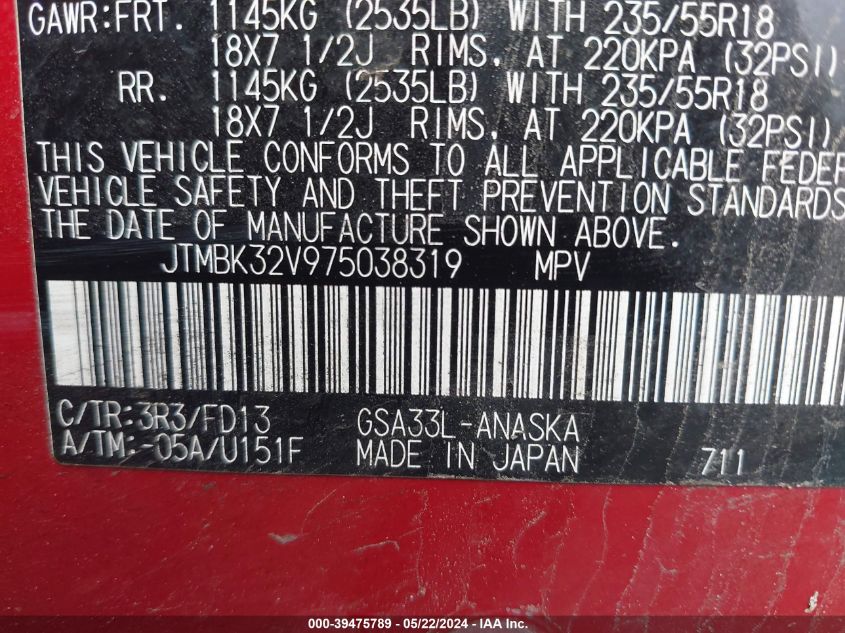 GAWR:FRT. 1145KG (2535LB) WITH 235/55R18
18X7 1/2J RIMS, AT 220KPA (32PSI)
RR. 1145KG (2535LB) WITH 235/55R18
18X7 1/2J RIMS, AT 220KPA (32PSI)
THIS VEHICLE CONFORMS TO ALL APPLICABLE FEDER
VEHICLE SAFETY AND THEFT PREVENTION STANDARDS
THE DATE OF MANUFACTURE SHOWN ABOVE.
JTMBK32V975038319 MPV
C/TR:3R3/FD13 GSA33L-ANASKA
A/TM:-05A/U151F MADE IN JAPAN 711
000-39475789 - 05/22/2024 - IAAI.com